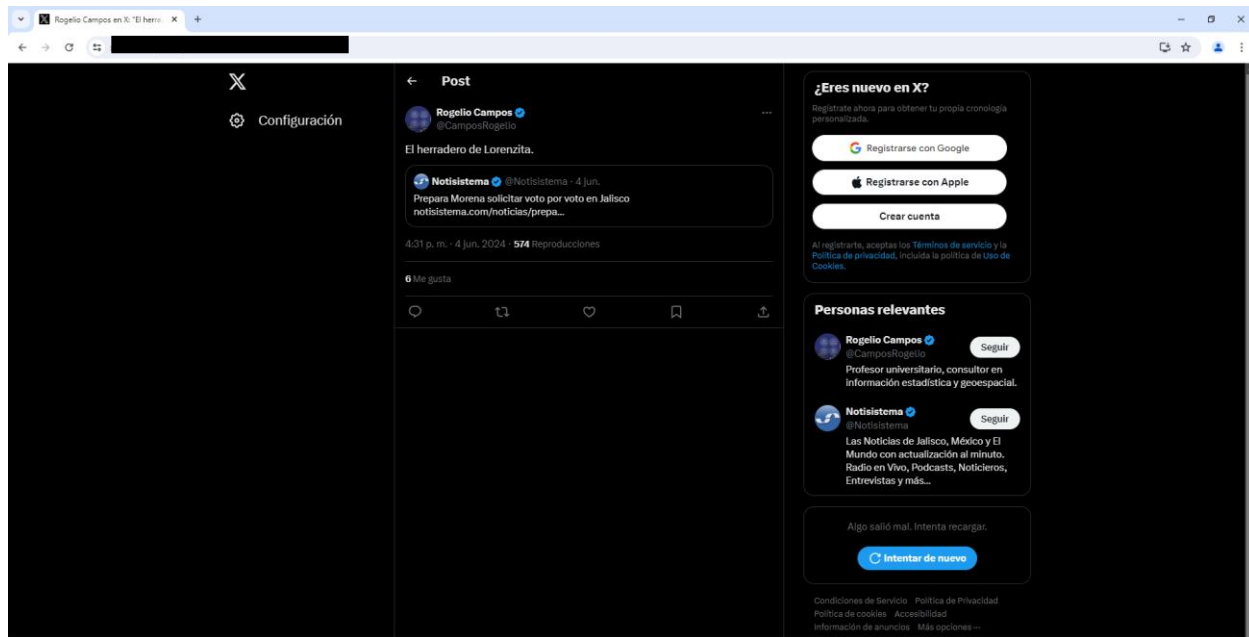 Rogelio Campos en X: "El herra
Configuración
Post
Rogelio Campos
@CamposRogelio
El herradero de Lorenzita.
Notisistema @Notisistema · 4 jun.
Prepara Morena solicitar voto por voto en Jalisco
notisistema.com/noticias/prepa...
4:31 p. m. · 4 jun. 2024 · 574 Reproducciones
6 Me gusta
¿Eres nuevo en X?
Regístrate ahora para obtener tu propia cronología
personalizada.
Registrarse con Google
Registrarse con Apple
Crear cuenta
Al registrarte, aceptas los Términos de servicio y la
Política de privacidad, incluida la política de Uso de
Cookies.
Personas relevantes
Rogelio Campos
@CamposRogelio
Seguir
Profesor universitario, consultor en
información estadística y geoespacial.
Notisistema
@Notisistema
Seguir
Las Noticias de Jalisco, México y El
Mundo con actualización al minuto.
Radio en Vivo, Podcasts, Noticieros,
Entrevistas y más...
Algo salió mal. Intenta recargar.
Intentar de nuevo
Condiciones de Servicio Política de Privacidad
Política de cookies Accesibilidad
Información de anuncios Más opciones ···